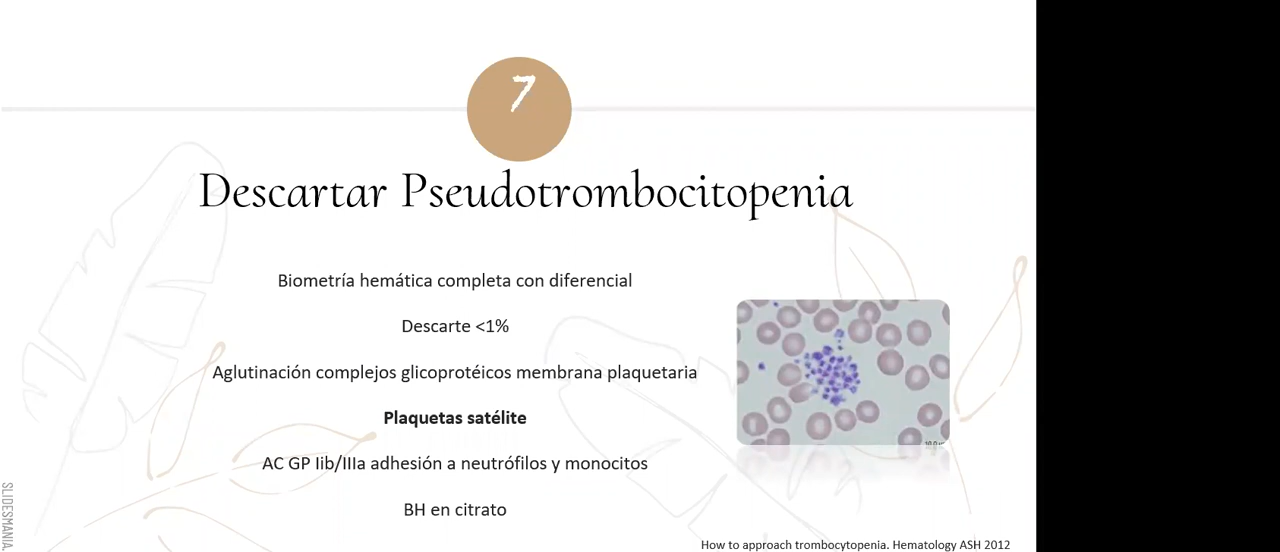 7
Descartar Pseudotrombocitopenia
Biometría hemática completa con diferencial
Descarte <1%
Aglutinación complejos glicoprotéicos membrana plaquetaria
Plaquetas satélite
AC GP Iib/IIIa adhesión a neutrófilos y monocitos
BH en citrato
How to approach trombocytopenia. Hematology ASH 2012
SLIDESMANIA